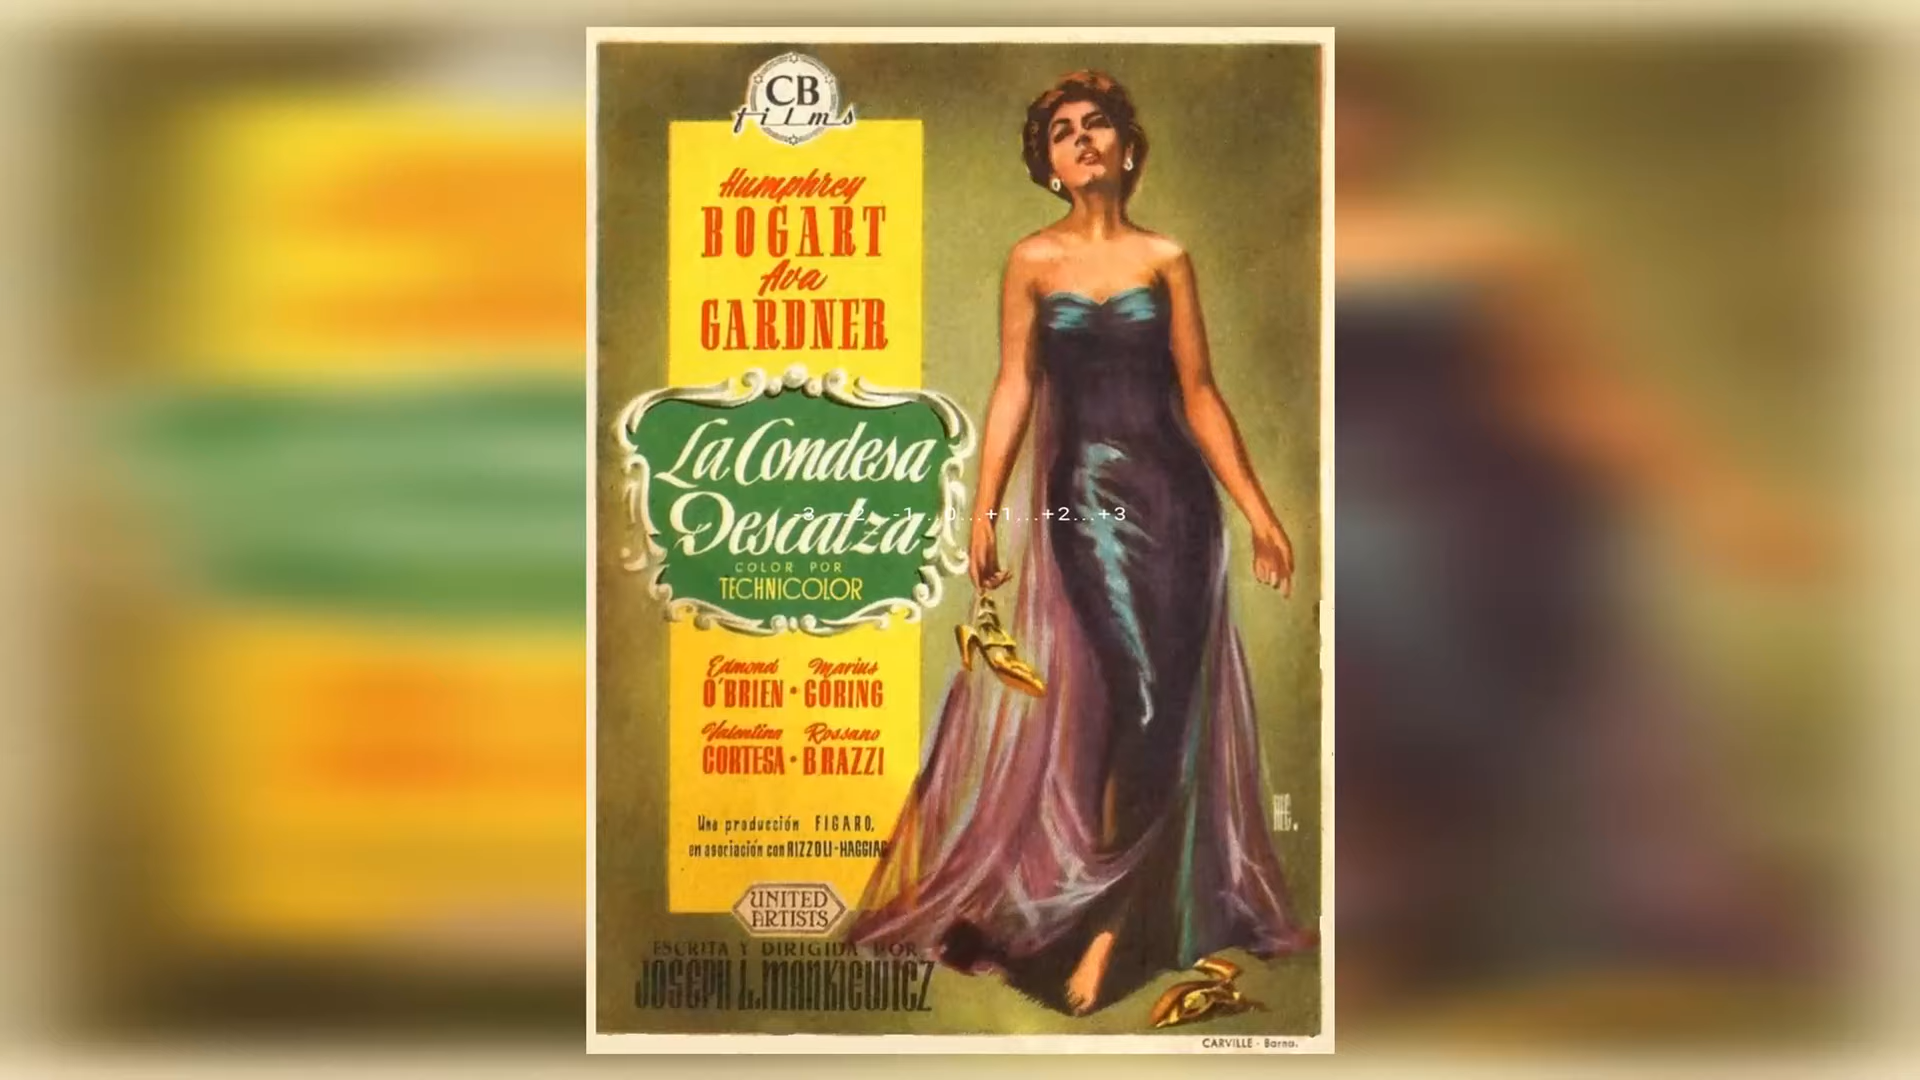 CB
films
Humphrey
BOGART
Ava
GARDNER
La Condesa
Descalza
-3...-2...-1...0...+1...+2...+3
COLOR POR
TECHNICOLOR
Edmond Marius
O'BRIEN • GORING
Valentina Rossano
CORTESA • BRAZZI
Una producción FIGARO,
en asociación con RIZZOLI-HAGGIAG
UNITED
ARTISTS
ESCRITA Y DIRIGIDA POR
JOSEPH L. MANKIEWICZ
CARVILLE - Barna.